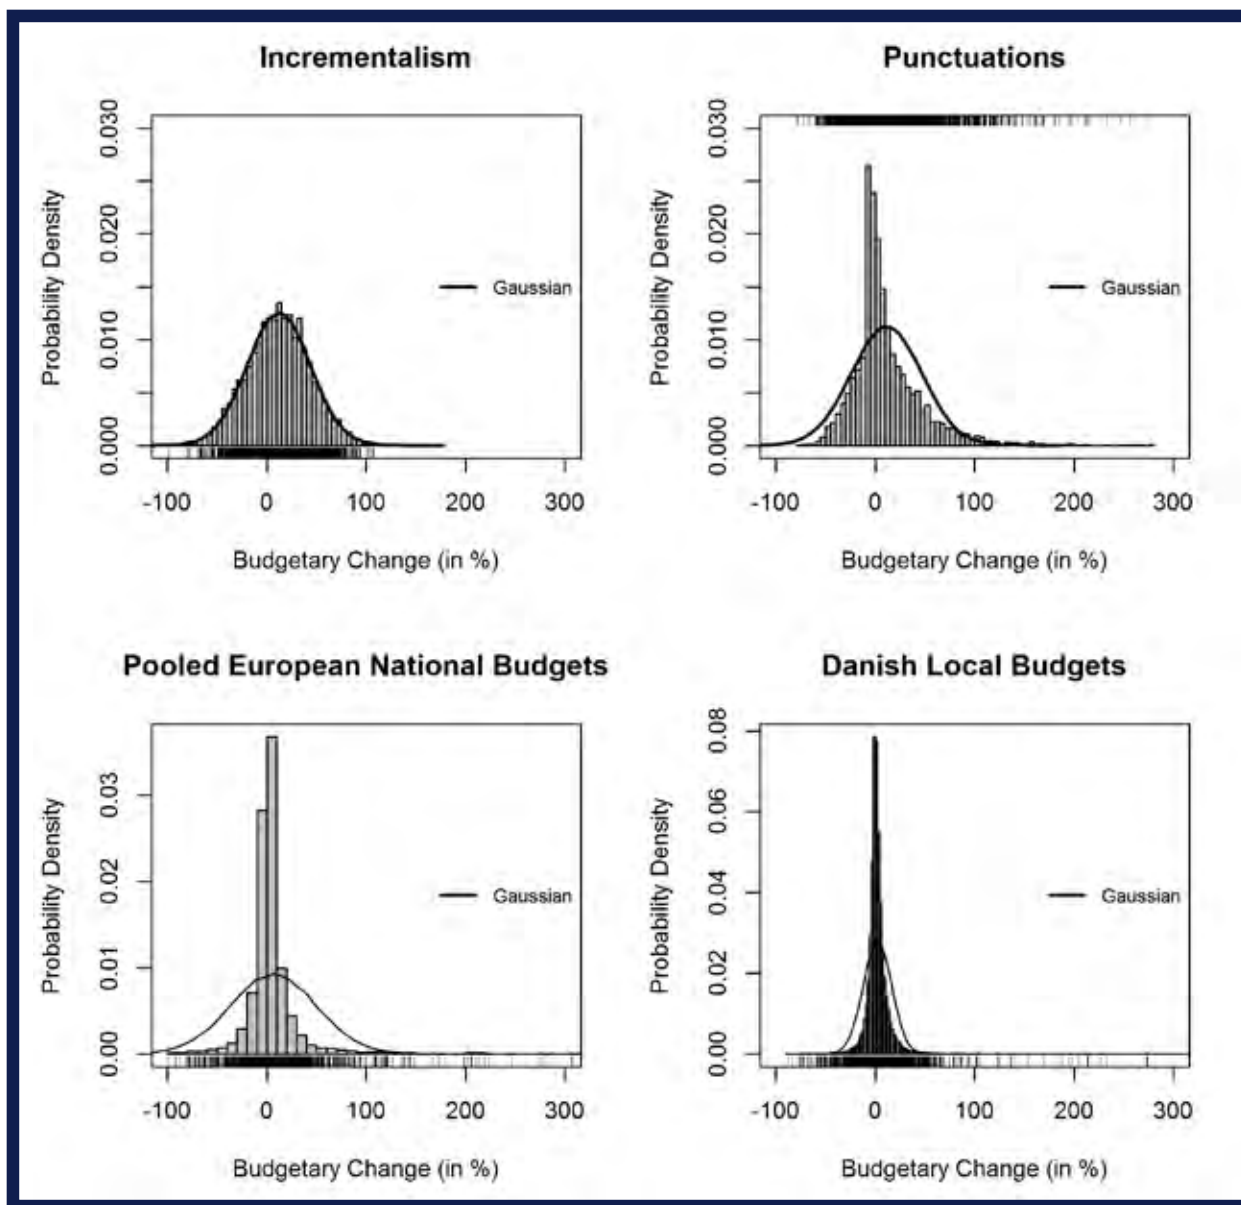 Incrementalism
Probability Density
0.030
0.020
0.010
0.000
Gaussian
-100 0 100 200 300
Budgetary Change (in %)
Punctuations
Probability Density
0.030
0.020
0.010
0.000
Gaussian
-100 0 100 200 300
Budgetary Change (in %)
Pooled European National Budgets
Probability Density
0.03
0.02
0.01
0.00
Gaussian
-100 0 100 200 300
Budgetary Change (in %)
Danish Local Budgets
Probability Density
0.08
0.06
0.04
0.02
0.00
Gaussian
-100 0 100 200 300
Budgetary Change (in %)